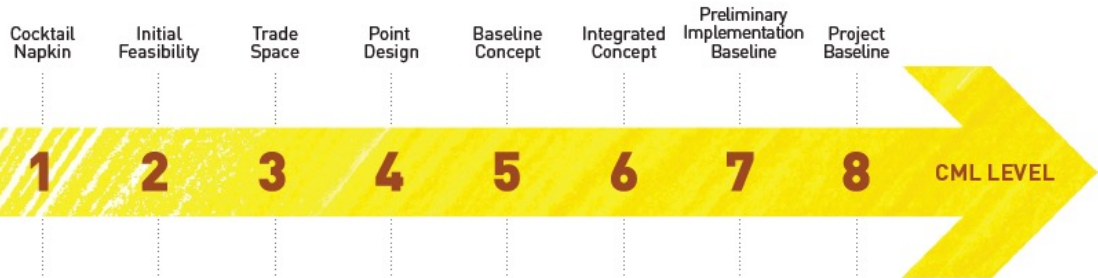 Cocktail
Napkin
Initial
Feasibility
Trade
Space
Point
Design
Baseline
Concept
Integrated
Concept
Preliminary
Implementation
Baseline
Project
Baseline
1
2
3
4
5
6
7
8
CML LEVEL